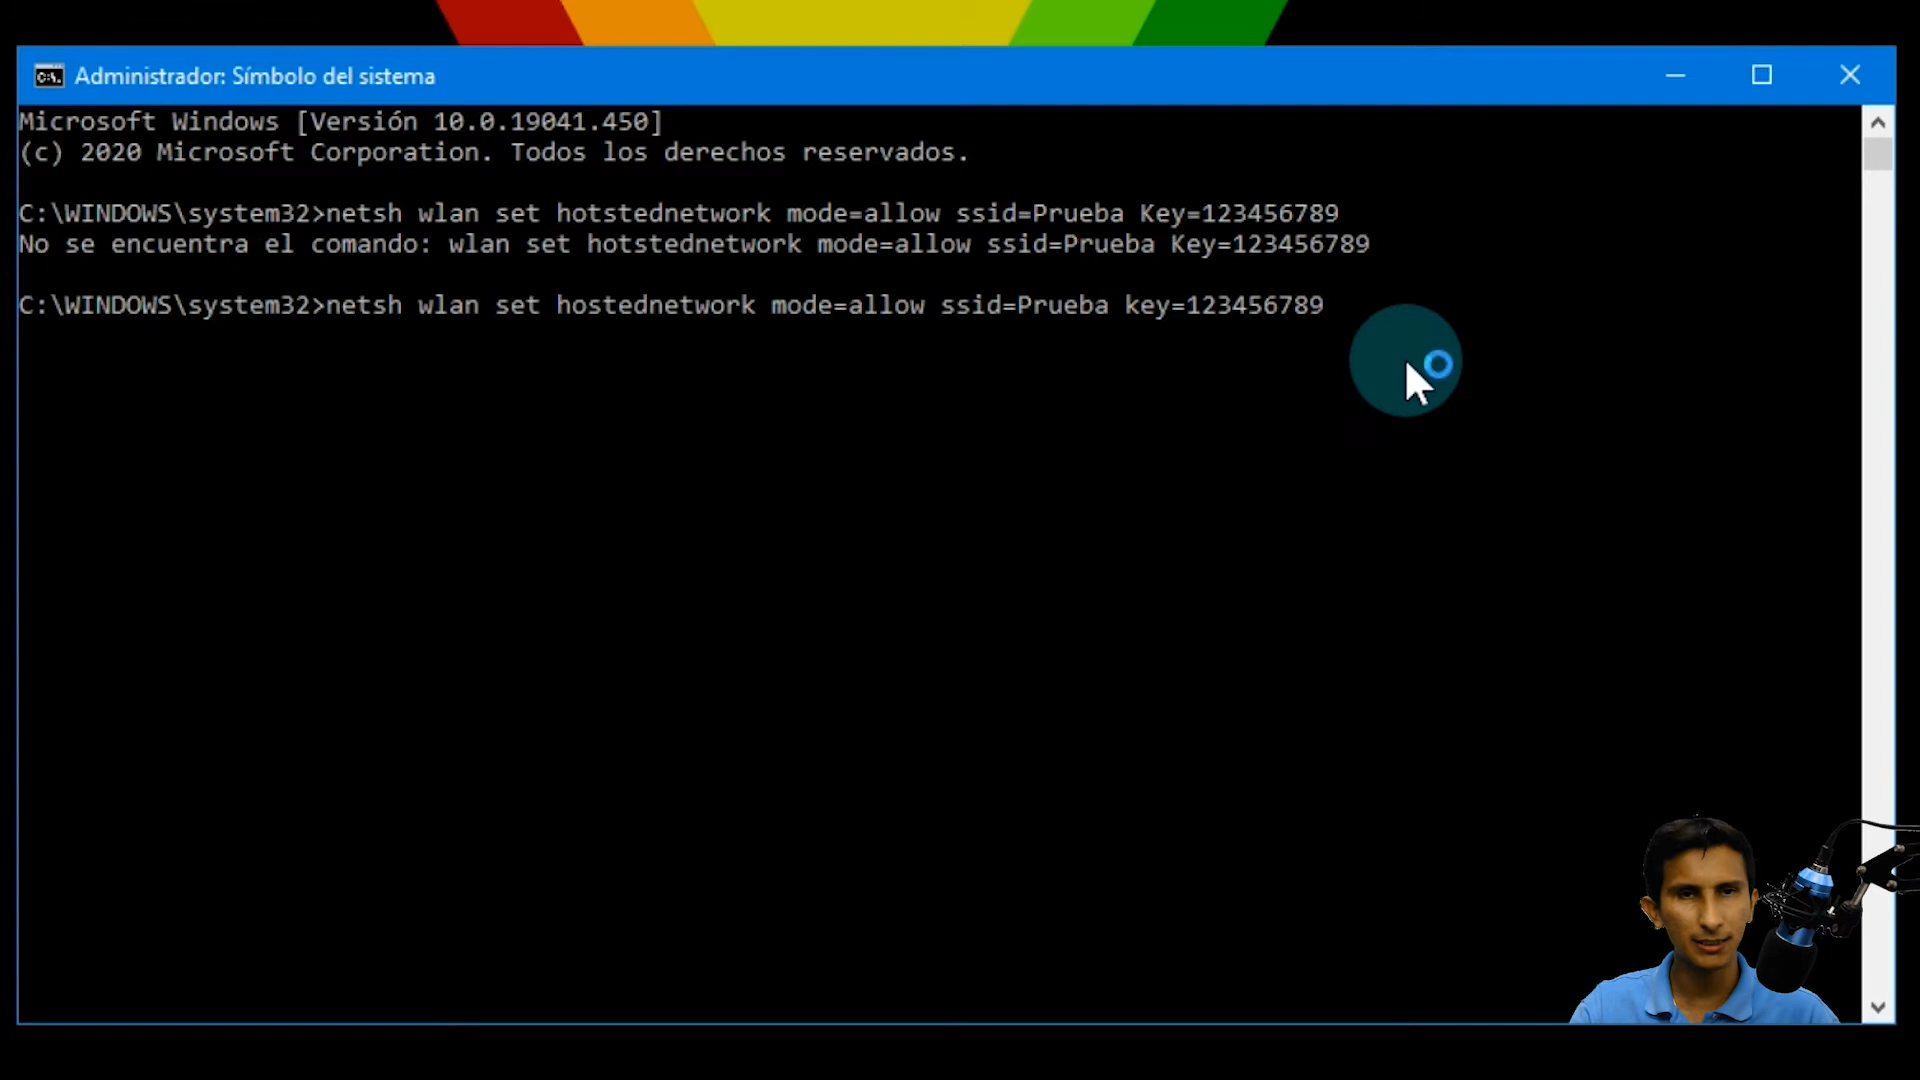 Administrador: Símbolo del sistema
Microsoft Windows [Versión 10.0.19041.450]
(c) 2020 Microsoft Corporation. Todos los derechos reservados.
C:\WINDOWS\system32>netsh wlan set hotstednetwork mode=allow ssid=Prueba Key=123456789
No se encuentra el comando: wlan set hotstednetwork mode=allow ssid=Prueba Key=123456789
C:\WINDOWS\system32>netsh wlan set hostednetwork mode=allow ssid=Prueba key=123456789